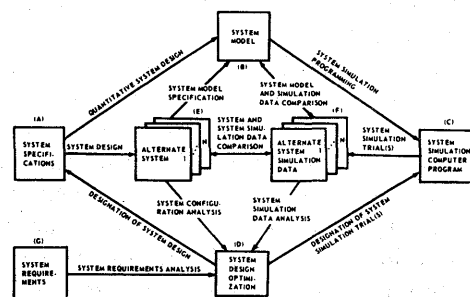 SYSTEM
MODEL
(B)
QUANTITATIVE SYSTEM DESIGN
SYSTEM SIMULATION
PROGRAMMING
SYSTEM MODEL
SPECIFICATION
SYSTEM MODEL
AND SIMULATION
DATA COMPARISON
(A)
SYSTEM
SPECIFI-
CATIONS
SYSTEM DESIGN
(E)
N
ALTERNATE
SYSTEM 1
SYSTEM AND
SYSTEM SIMU-
LATION DATA
COMPARISON
(F)
N
ALTERNATE
SYSTEM 1
SIMULATION
DATA
SYSTEM
SIMULATION
TRIAL(S)
(C)
SYSTEM
SIMULATION
COMPUTER
PROGRAM
SYSTEM CONFIGU-
RATION ANALYSIS
SYSTEM
SIMULATION
DATA ANALYSIS
DESIGNATION OF SYSTEM DESIGN
DESIGNATION OF SYSTEM
SIMULATION TRIAL(S)
(G)
SYSTEM
REQUIRE-
MENTS
SYSTEM REQUIREMENTS ANALYSIS
(D)
SYSTEM
DESIGN
OPTIMI-
ZATION